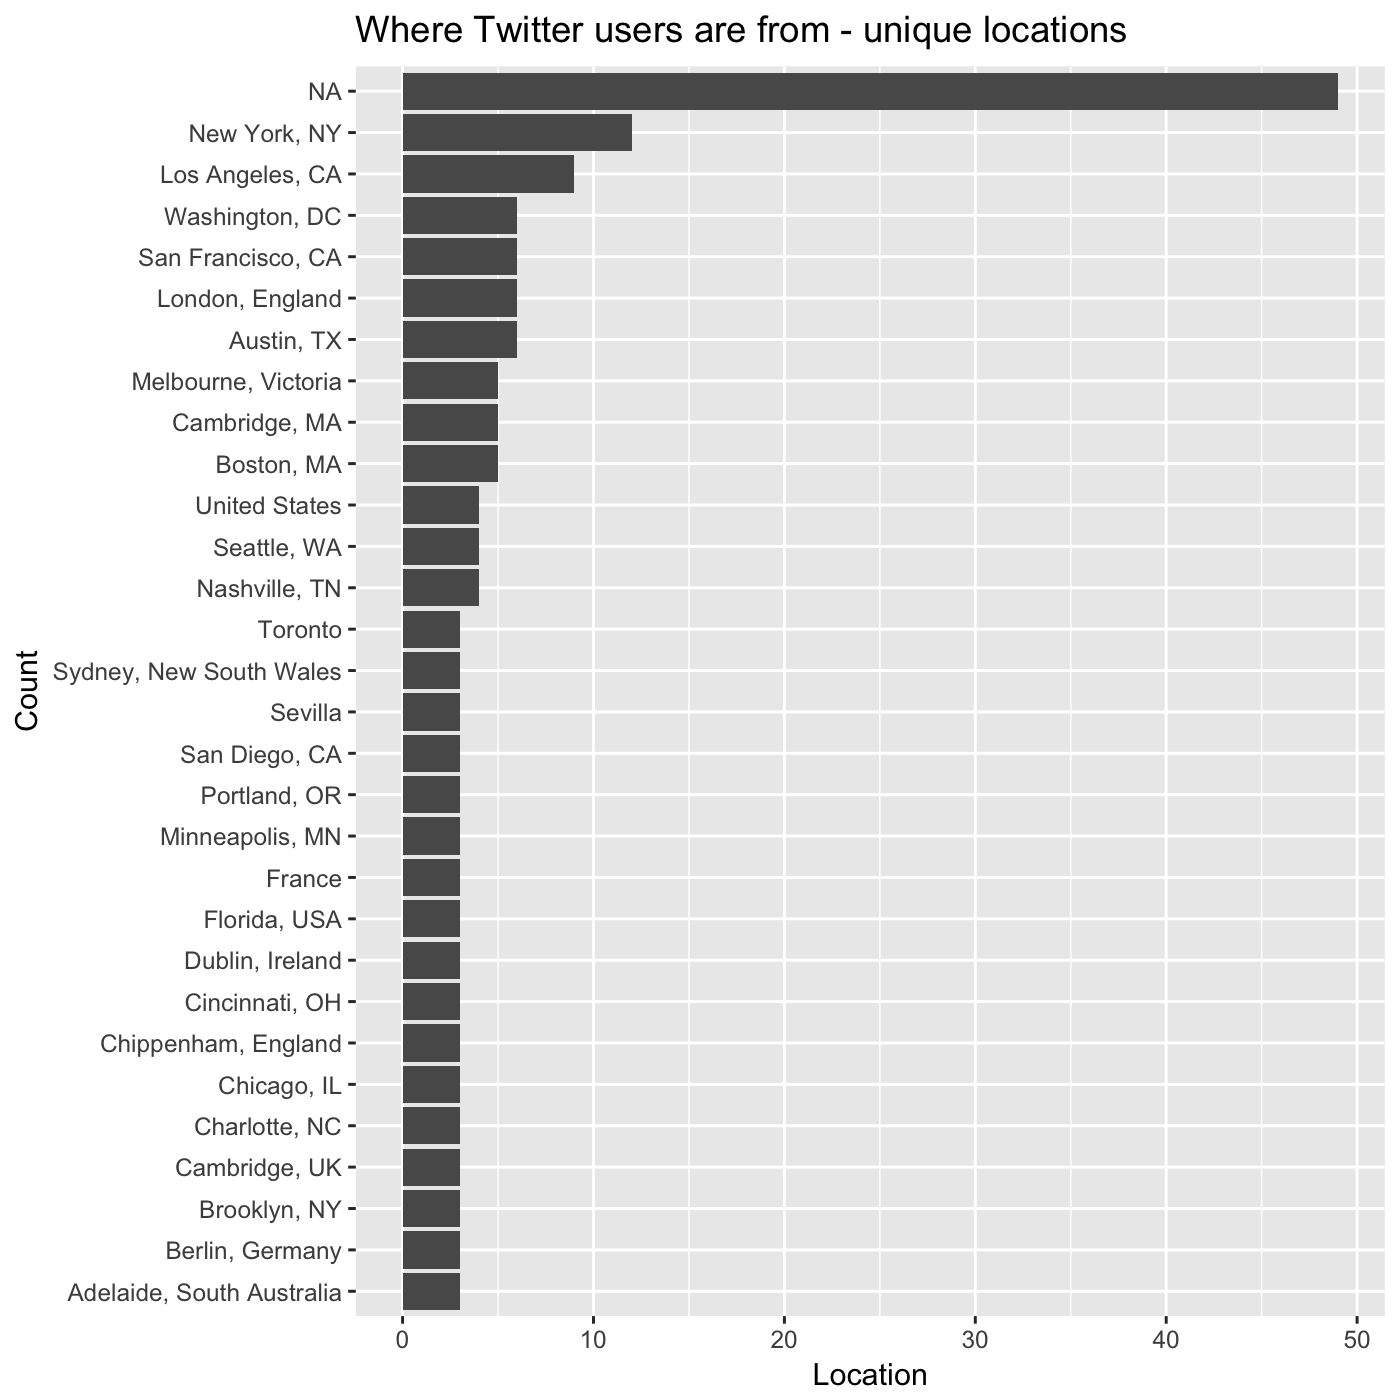 Where Twitter users are from - unique locations
NA
New York, NY
Los Angeles, CA
Washington, DC
San Francisco, CA
London, England
Austin, TX
Melbourne, Victoria
Cambridge, MA
Boston, MA
United States
Seattle, WA
Nashville, TN
Toronto
Sydney, New South Wales
Sevilla
San Diego, CA
Portland, OR
Minneapolis, MN
France
Florida, USA
Dublin, Ireland
Cincinnati, OH
Chippenham, England
Chicago, IL
Charlotte, NC
Cambridge, UK
Brooklyn, NY
Berlin, Germany
Adelaide, South Australia
Count
0 10 20 30 40 50
Location